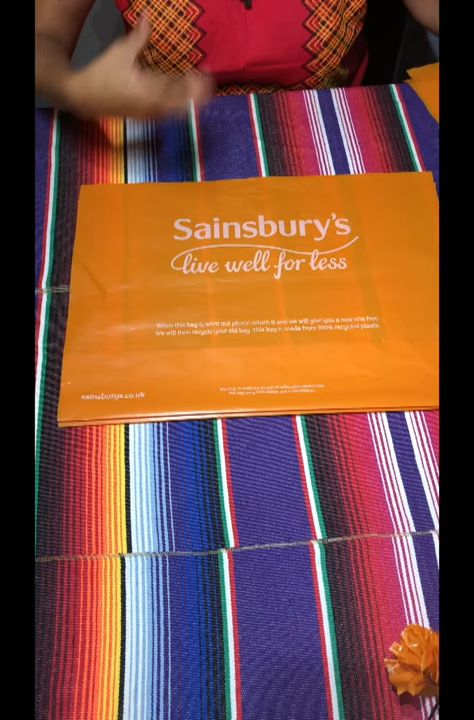 Sainsbury's
live well for less
When this bag is worn out please return it and we will give you a new one free.
We will then recycle your old bag. This bag is made from 100% recycled plastic.
sainsburys.co.uk